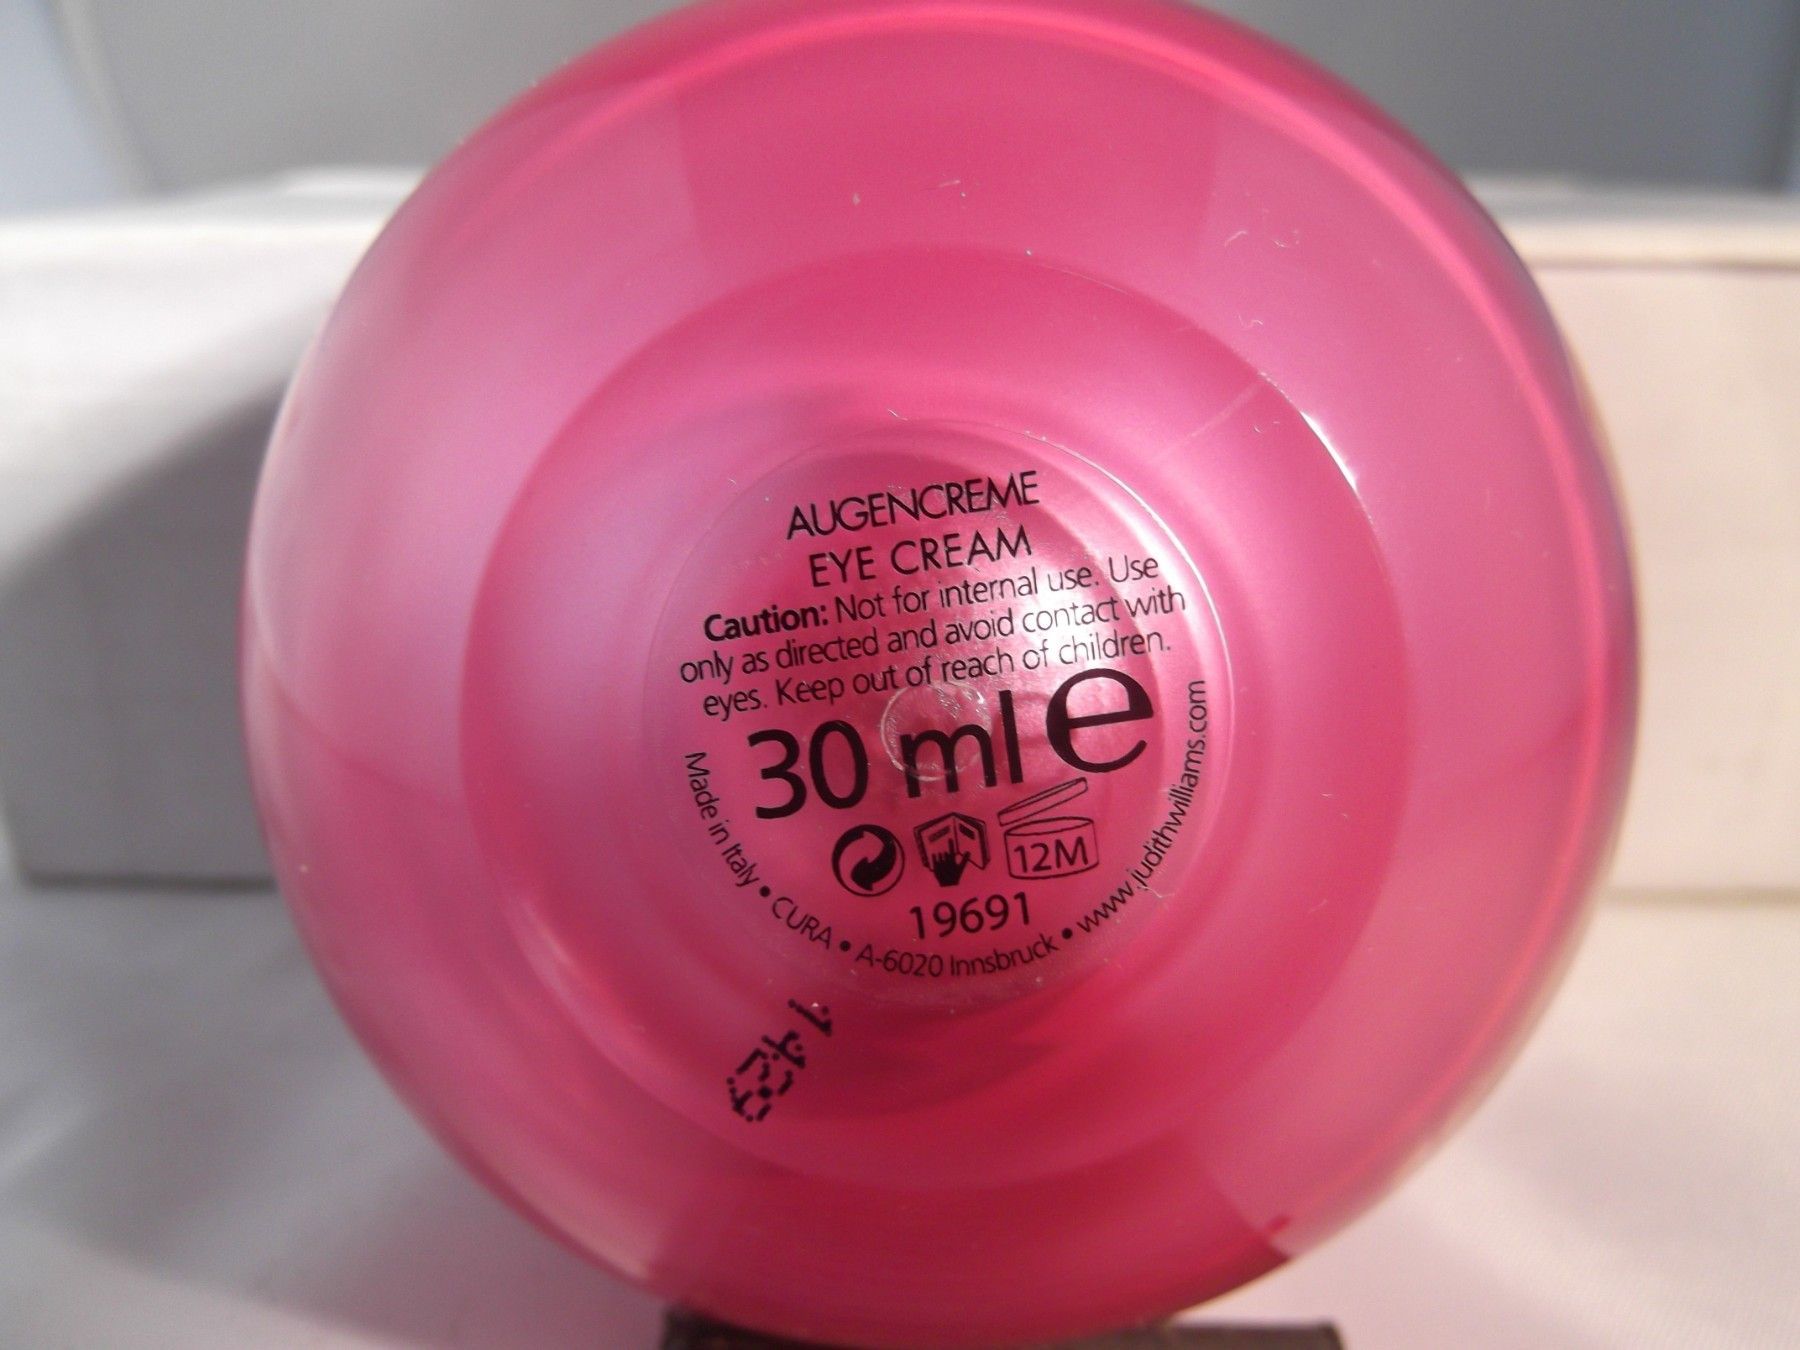 AUGENCREME
EYE CREAM
Caution: Not for internal use. Use
only as directed and avoid contact with
eyes. Keep out of reach of children.
30 ml e
12M
19691
Made in Italy • CURA • A-6020 Innsbruck • www.judithwilliams.com